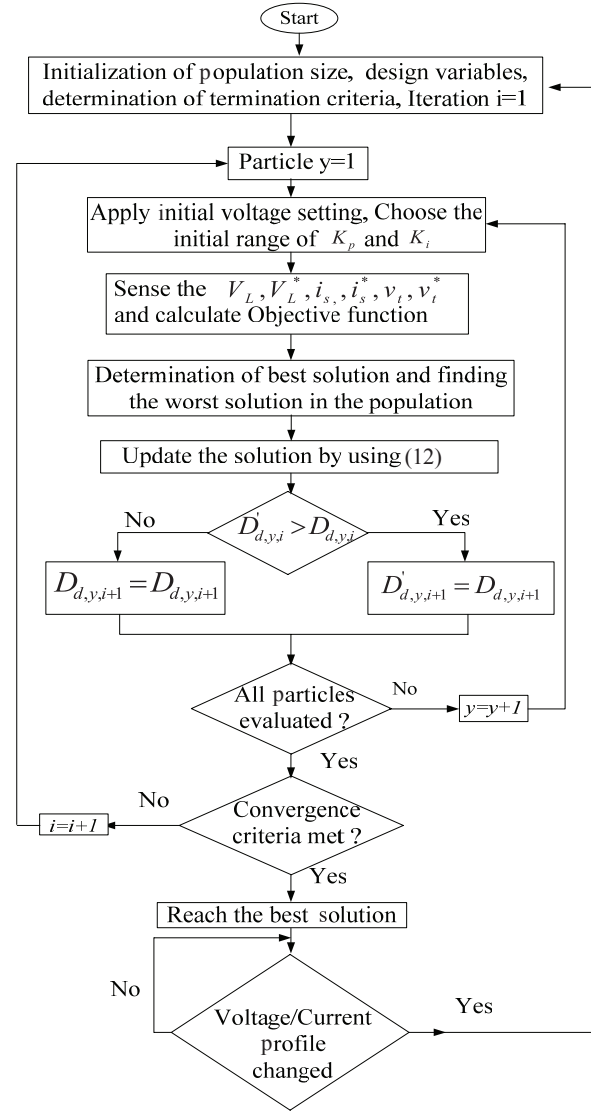 Start
Initialization of population size, design variables,
determination of termination criteria, Iteration i=1
Particle y=1
Apply initial voltage setting, Choose the
initial range of K_p and K_i
Sense the V_L , V_L^* , i_s, , i_s^* , v_t , v_t^*
and calculate Objective function
Determination of best solution and finding
the worst solution in the population
Update the solution by using (12)
No
D'_{d,y,i} > D_{d,y,i}
Yes
D_{d,y,i+1} = D_{d,y,i+1}
D'_{d,y,i+1} = D_{d,y,i+1}
All particles
evaluated ?
No
y=y+1
Yes
No
Convergence
criteria met ?
i=i+1
Yes
Reach the best solution
No
Voltage/Current
profile
changed
Yes